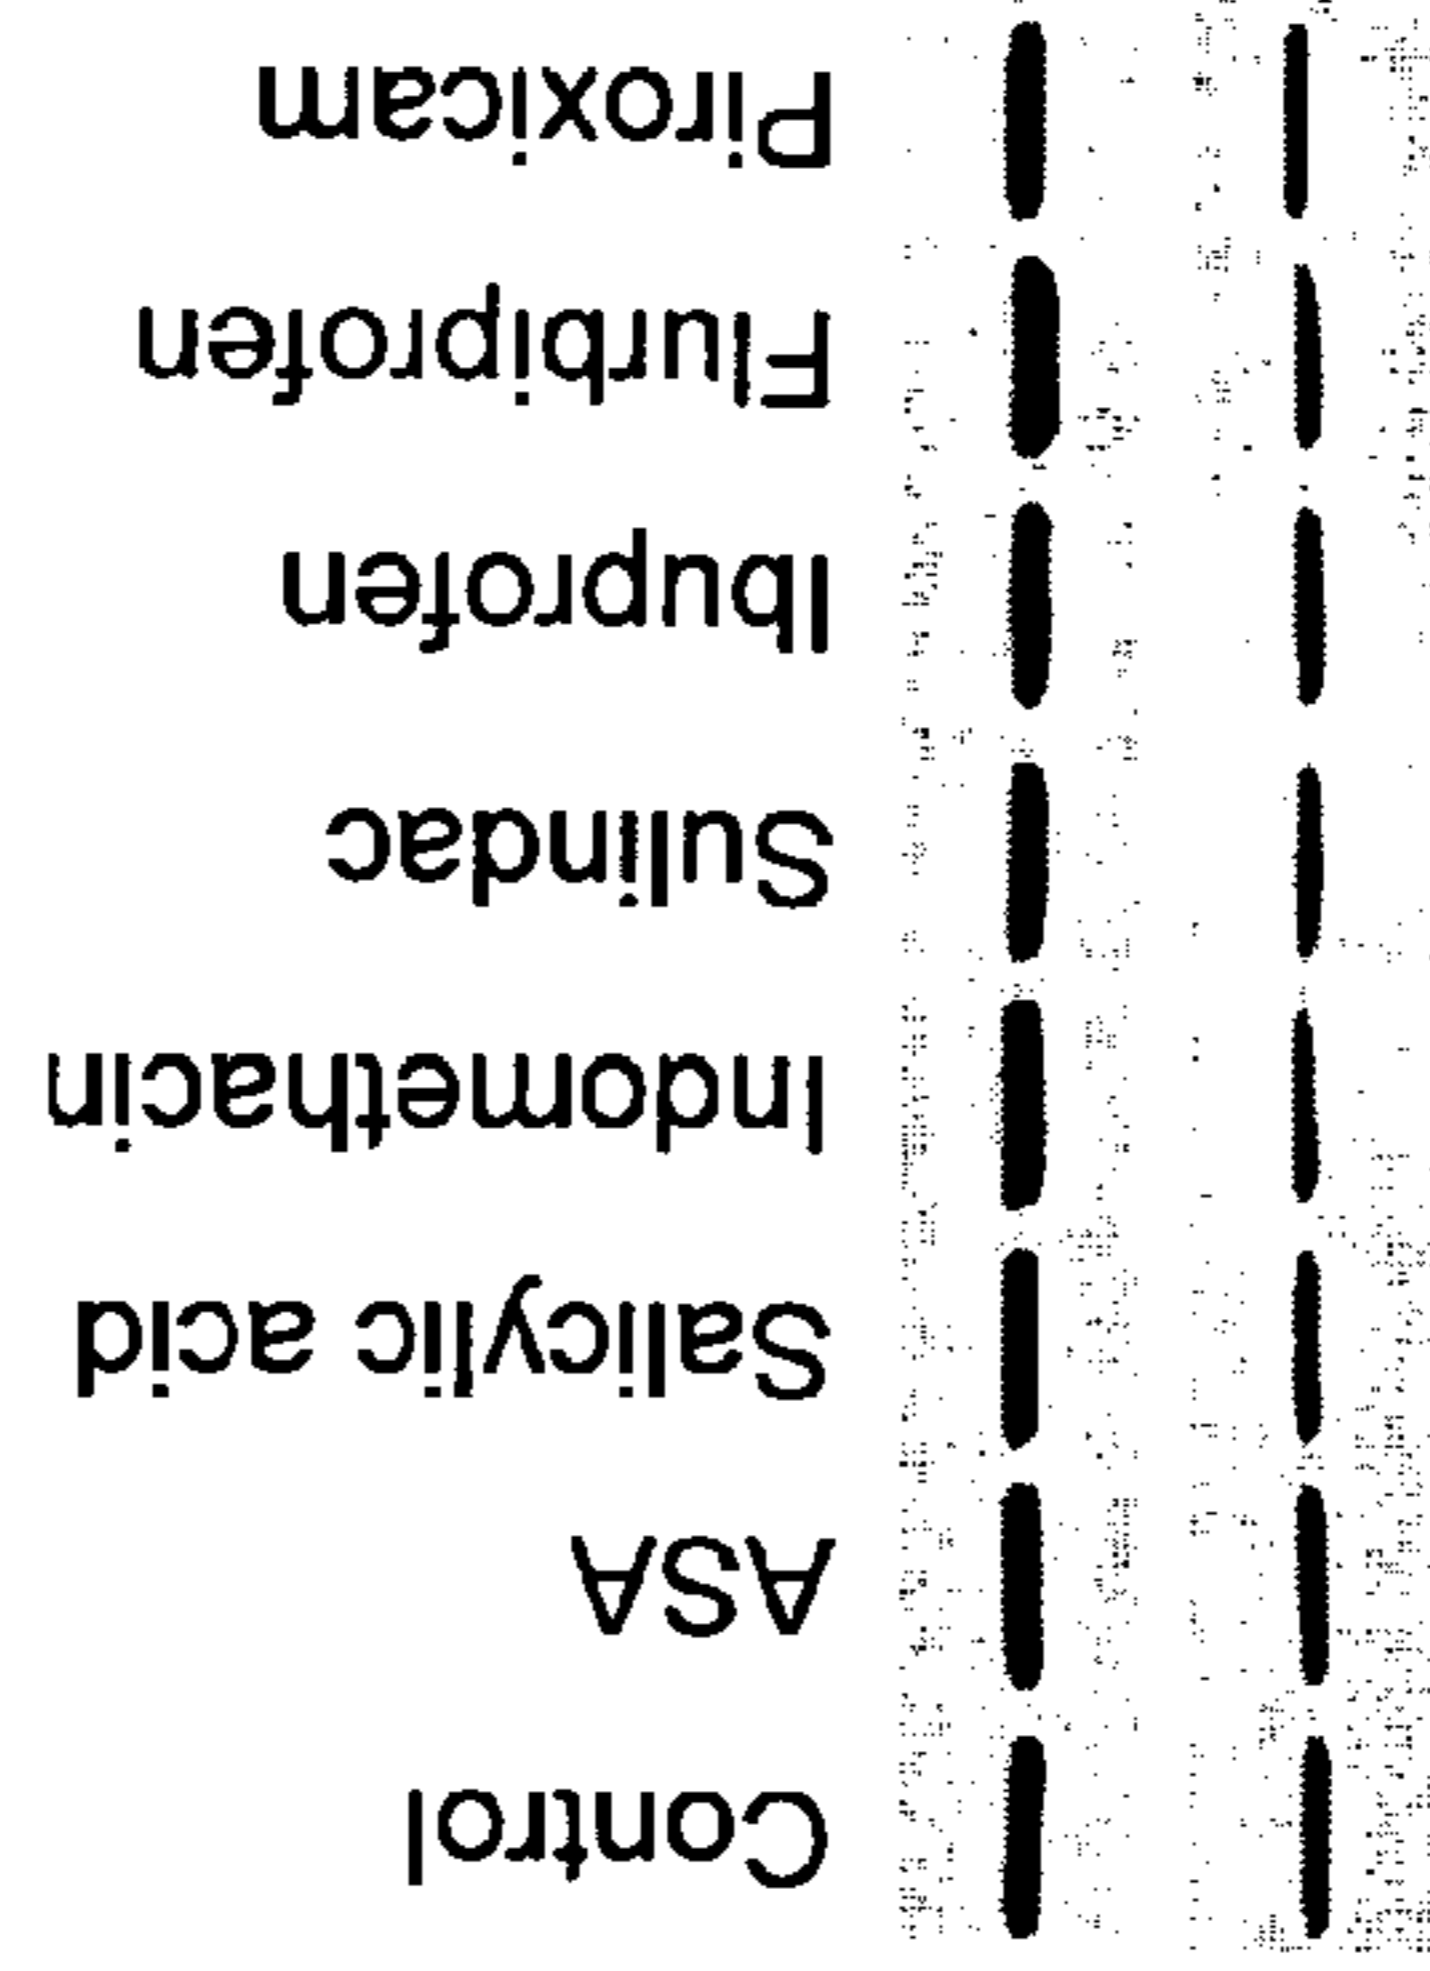 Control
ASA
Salicylic acid
Indomethacin
Sulindac
Ibuprofen
Flurbiprofen
Piroxicam